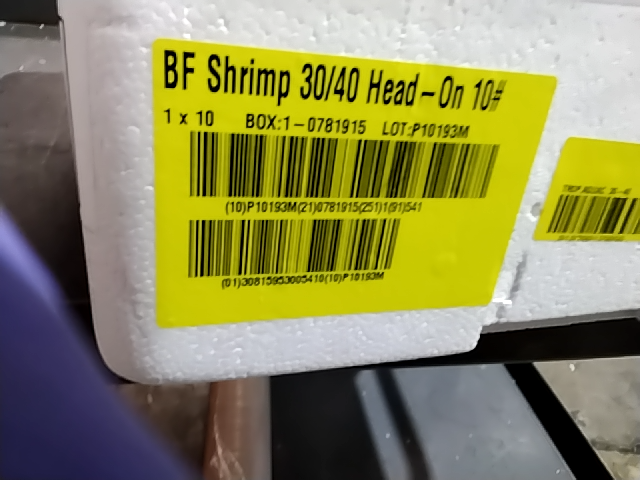 BF Shrimp 30/40 Head-On 10#
1 x 10 BOX:1-0781915 LOT:P10193M
(10)P10193M(21)0781915(251)1(91)541
(01)30815953005410(10)P10193M